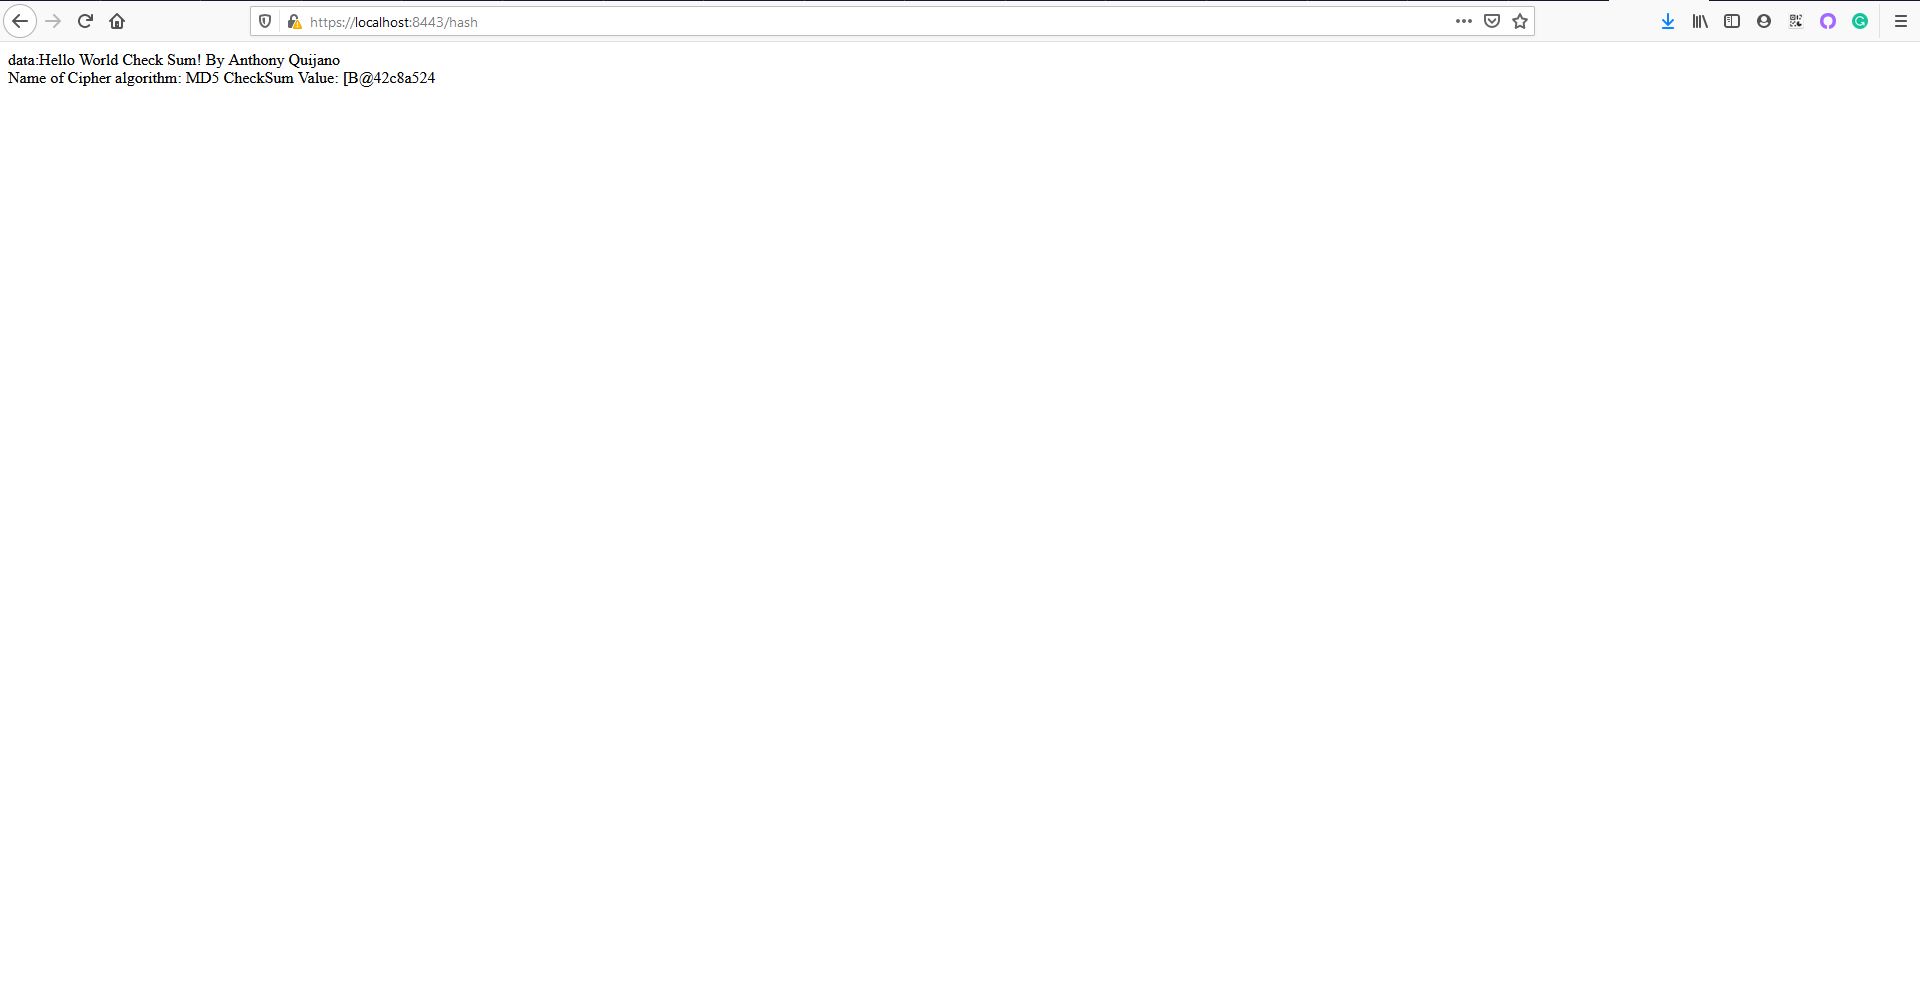 https://localhost:8443/hash
data:Hello World Check Sum! By Anthony Quijano
Name of Cipher algorithm: MD5 CheckSum Value: [B@42c8a524